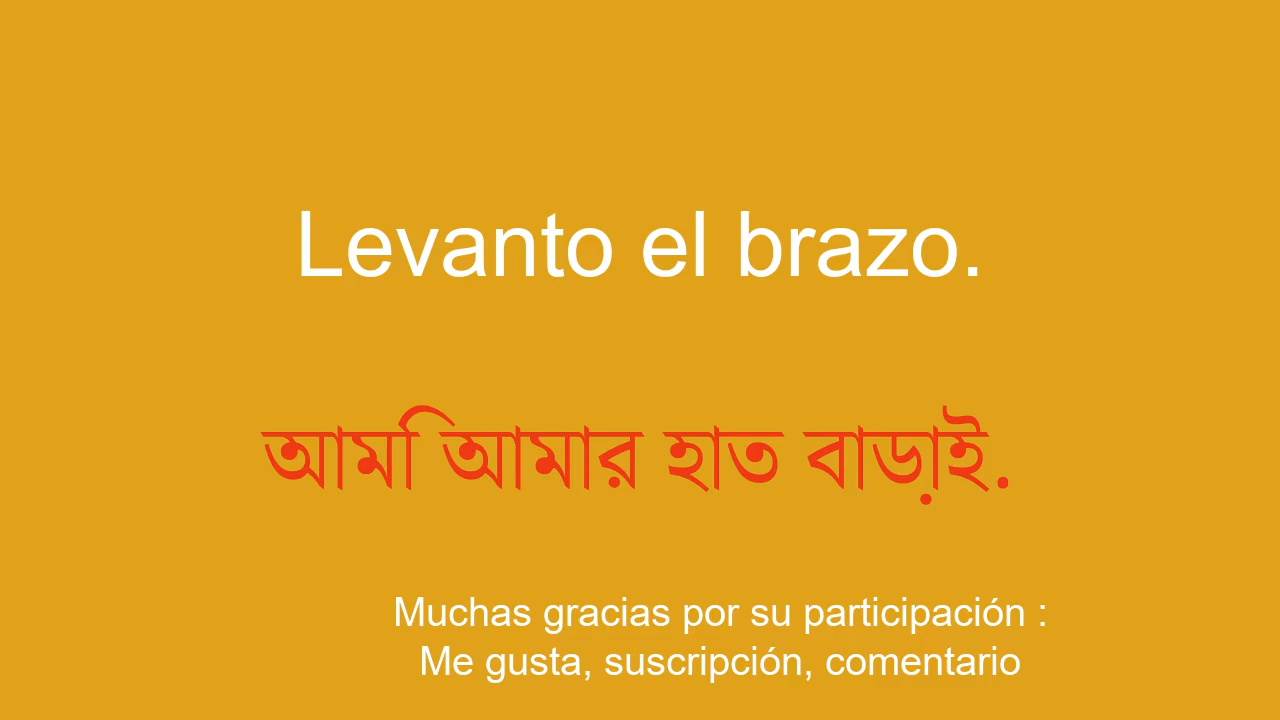 Levanto el brazo.
আমি আমার হাত বাড়াই.
Muchas gracias por su participación :
Me gusta, suscripción, comentario